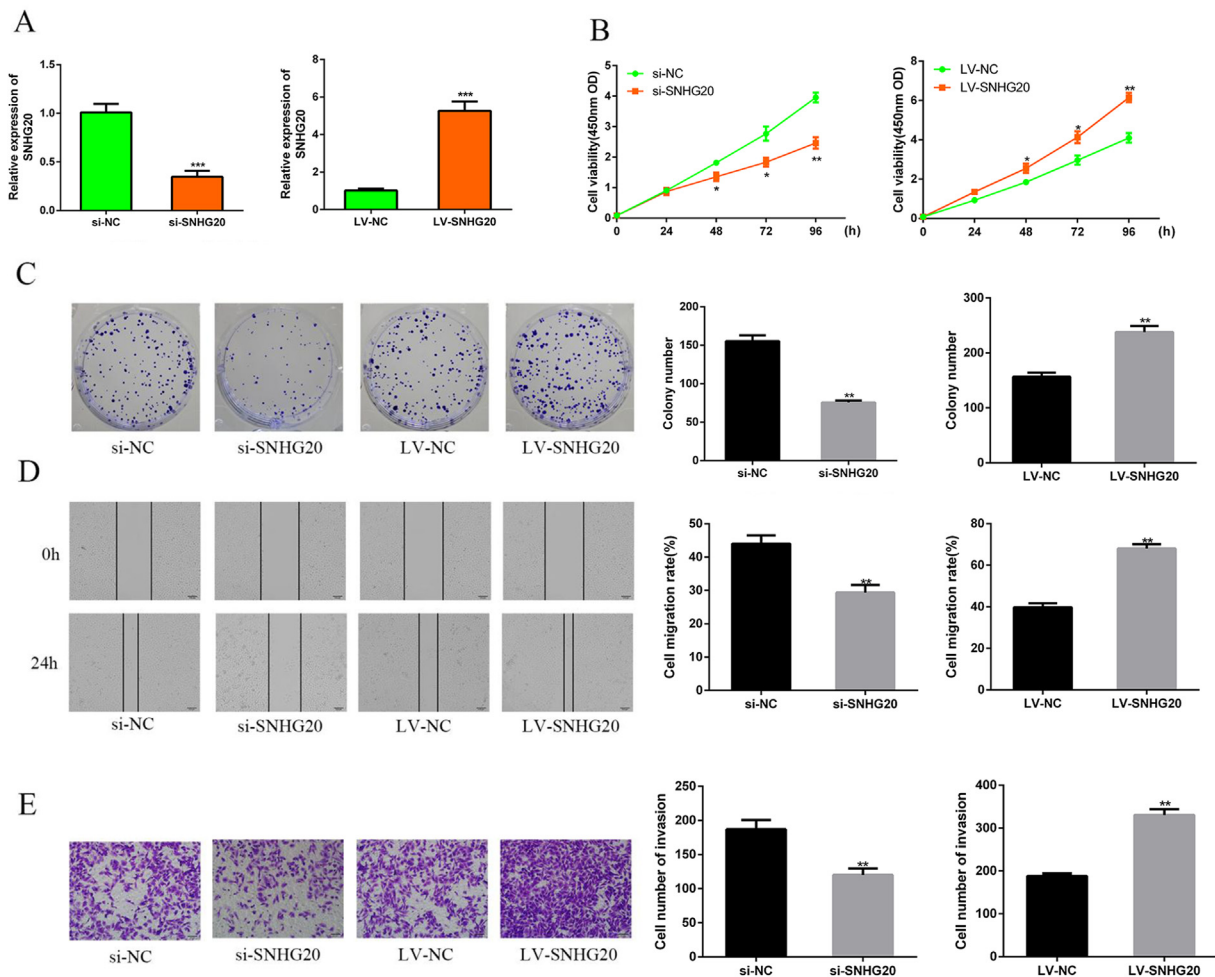 A
Relative expression of
SNHG20
1.5
1.0
0.5
0.0
***
si-NC
si-SNHG20
Relative expression of
SNHG20
8
6
4
2
0
***
LV-NC
LV-SNHG20
B
Cell viability(450nm OD)
5
4
3
2
1
0
si-NC
si-SNHG20
*
*
**
0
24
48
72
96
(h)
Cell viability(450nm OD)
8
6
4
2
0
LV-NC
LV-SNHG20
*
*
**
0
24
48
72
96
(h)
C
si-NC
si-SNHG20
LV-NC
LV-SNHG20
Colony number
200
150
100
50
0
**
si-NC
si-SNHG20
Colony number
300
200
100
0
**
LV-NC
LV-SNHG20
D
0h
24h
si-NC
si-SNHG20
LV-NC
LV-SNHG20
Cell migration rate(%)
50
40
30
20
10
0
**
si-NC
si-SNHG20
Cell migration rate(%)
80
60
40
20
0
**
LV-NC
LV-SNHG20
E
si-NC
si-SNHG20
LV-NC
LV-SNHG20
Cell number of invasion
250
200
150
100
50
0
**
si-NC
si-SNHG20
Cell number of invasion
400
300
200
100
0
**
LV-NC
LV-SNHG20